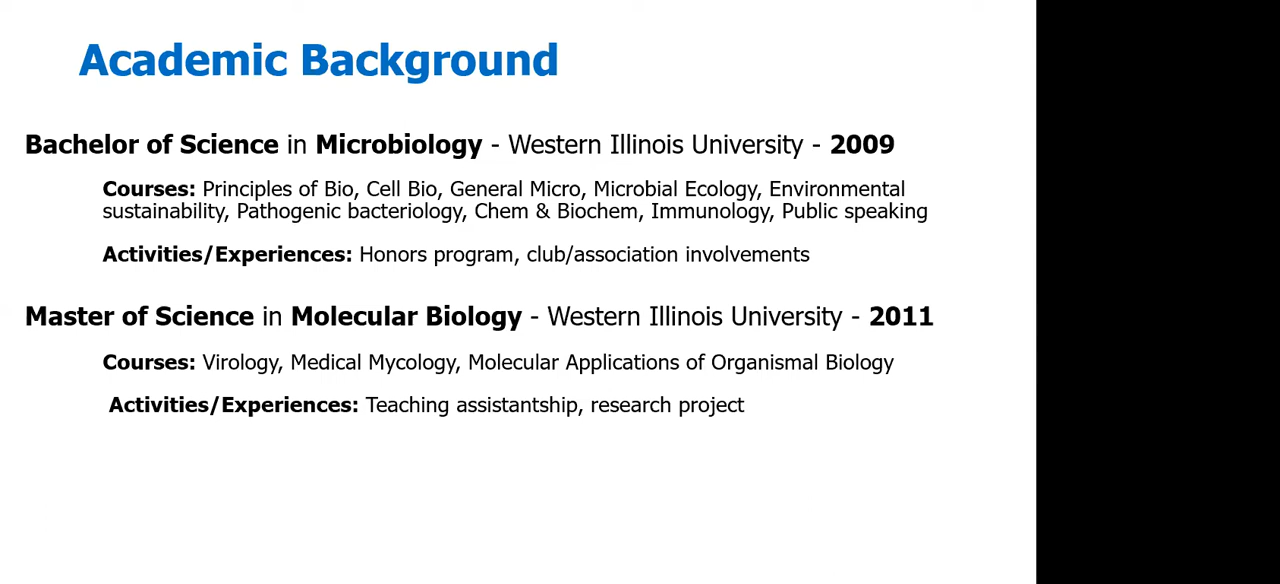 Academic Background
Bachelor of Science in Microbiology - Western Illinois University - 2009
Courses: Principles of Bio, Cell Bio, General Micro, Microbial Ecology, Environmental
sustainability, Pathogenic bacteriology, Chem & Biochem, Immunology, Public speaking
Activities/Experiences: Honors program, club/association involvements
Master of Science in Molecular Biology - Western Illinois University - 2011
Courses: Virology, Medical Mycology, Molecular Applications of Organismal Biology
Activities/Experiences: Teaching assistantship, research project